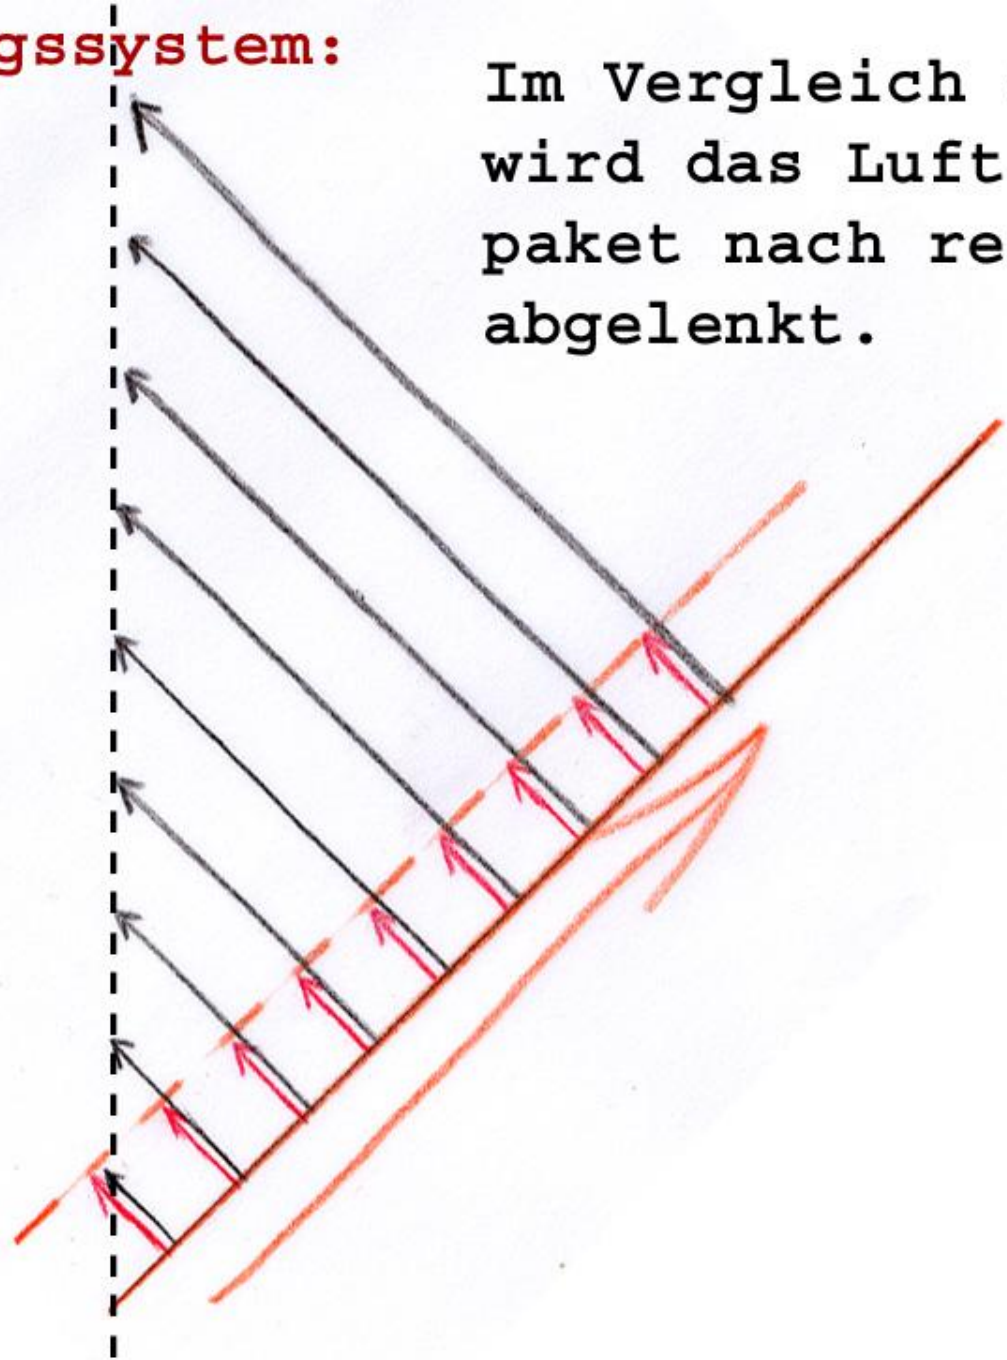 gssystem:
Im Vergleich
wird das Luft
paket nach re
abgelenkt.